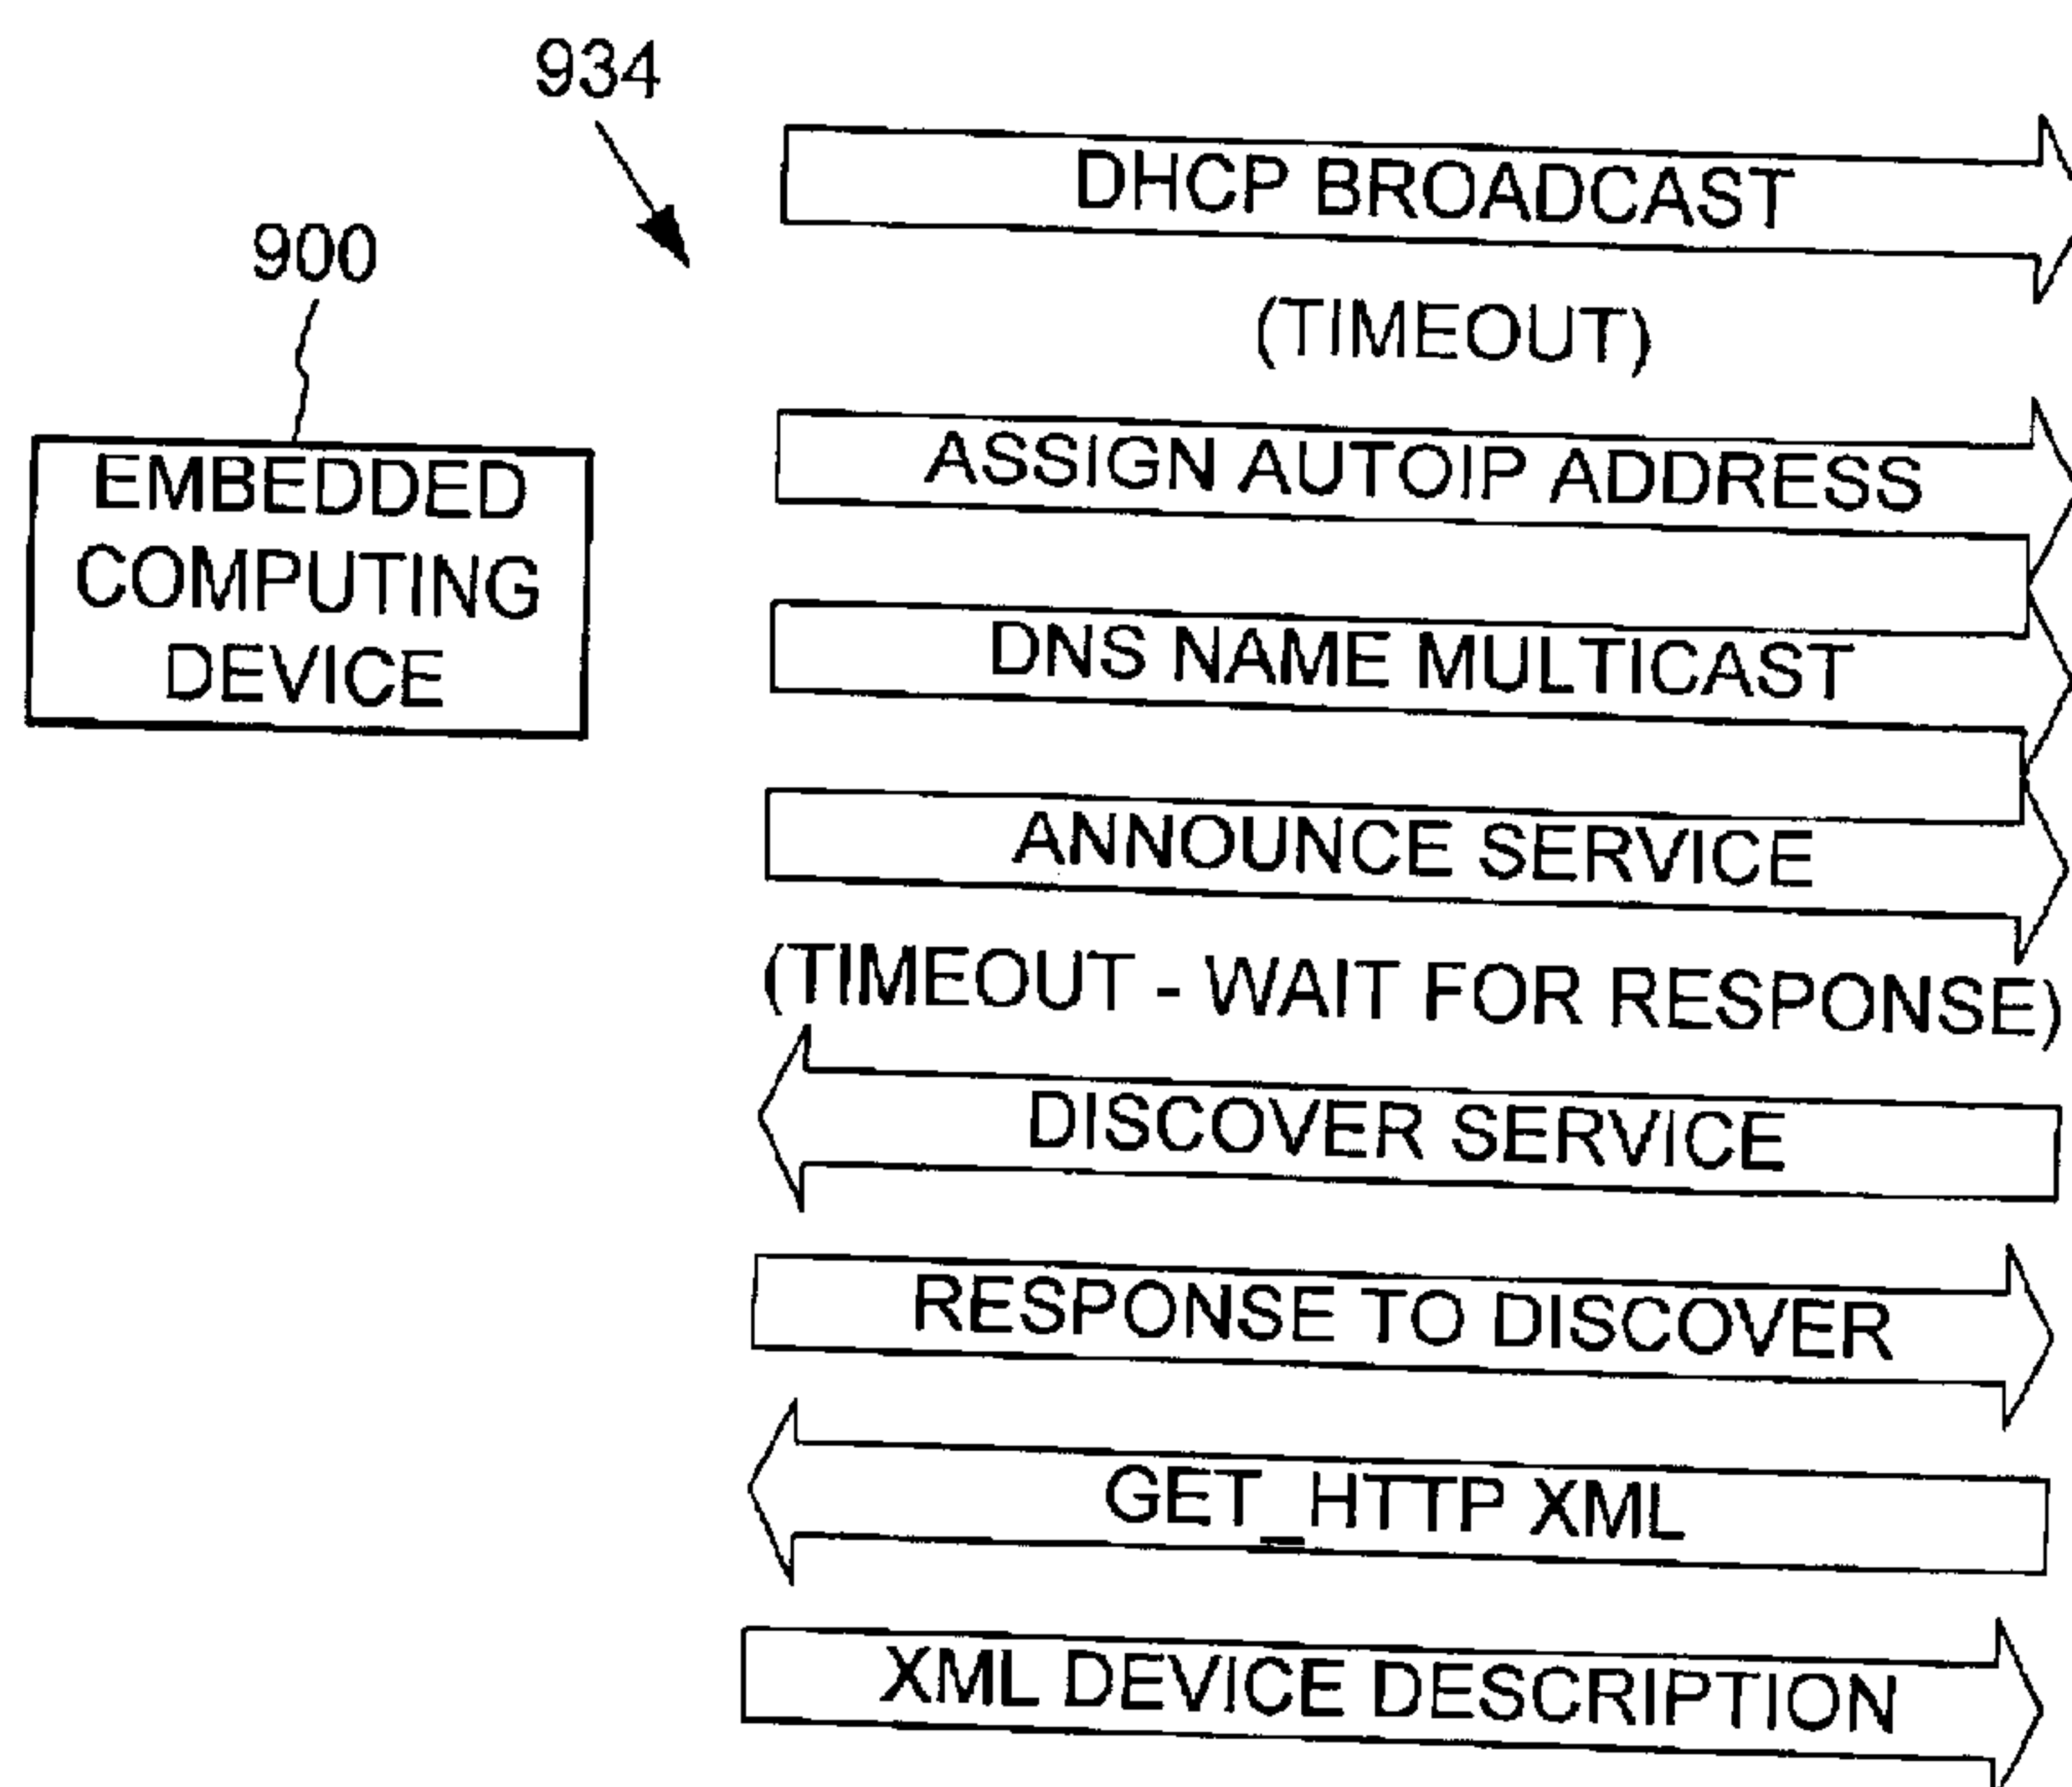 934
DHCP BROADCAST
900
(TIMEOUT)
EMBEDDED
COMPUTING
DEVICE
ASSIGN AUTOIP ADDRESS
DNS NAME MULTICAST
ANNOUNCE SERVICE
(TIMEOUT - WAIT FOR RESPONSE)
DISCOVER SERVICE
RESPONSE TO DISCOVER
GET_HTTP XML
XML DEVICE DESCRIPTION